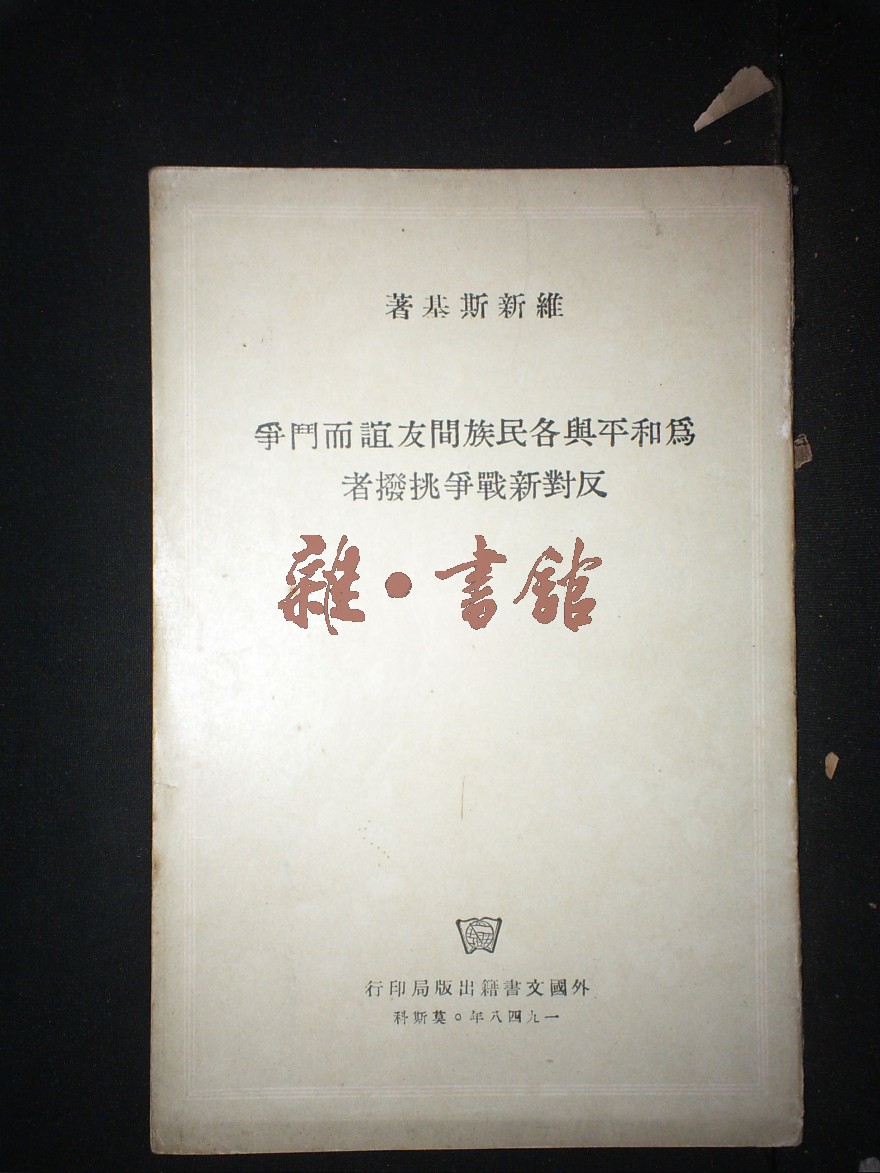 維新斯基著
爲和平與各民族間友誼而鬥爭
反對新戰爭挑撥者
雜·書館
外國文書籍出版局印行
一九四八年。莫斯科